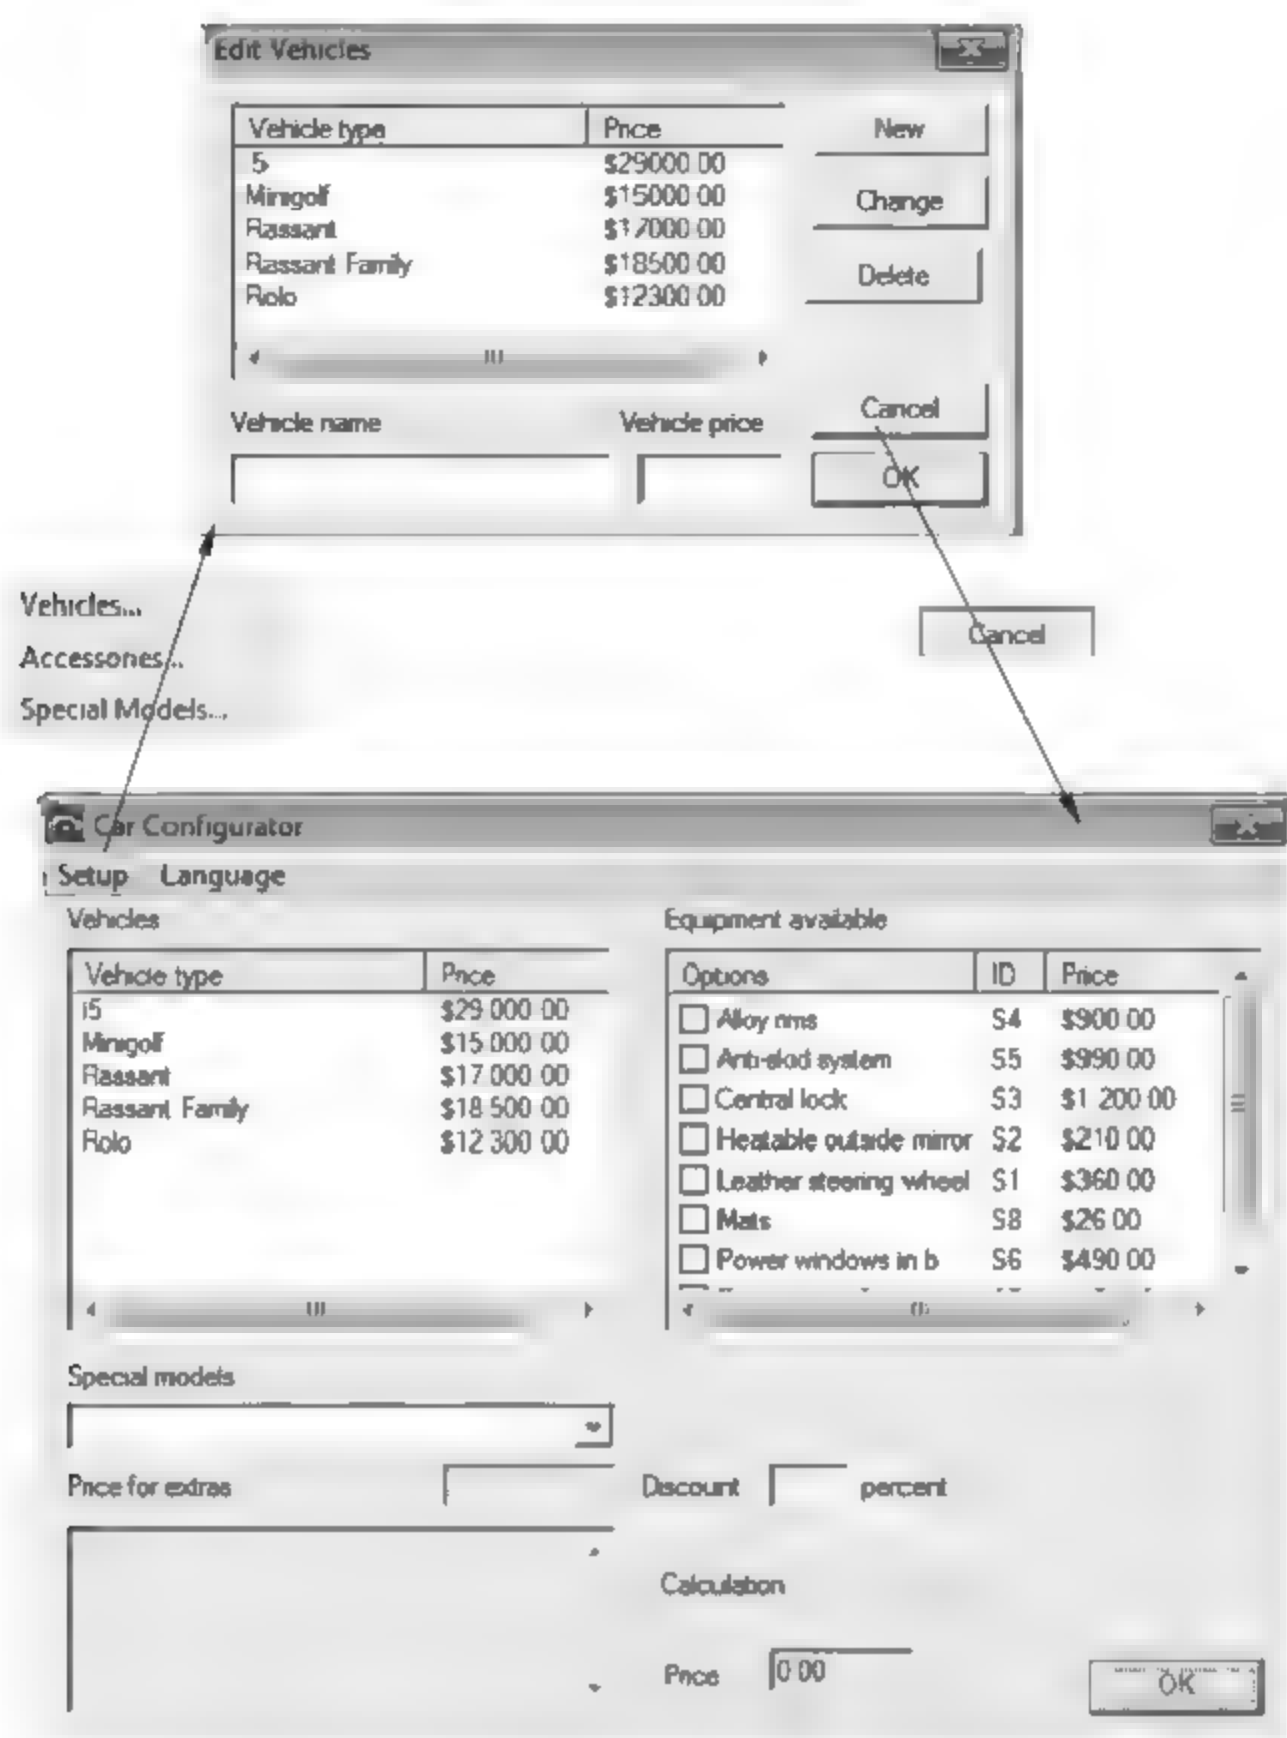 Edit Vehicles
Vehicle type Price New
i5 $29000 00
Minigolf $15000 00 Change
Rassant $17000 00
Rassant Family $18500 00 Delete
Rolo $12300 00
Vehicle name Vehicle price Cancel
OK
Vehicles...
Cancel
Accessories...
Special Models...
Car Configurator
Setup Language
Vehicles Equipment available
Vehicle type Price Options ID Price
i5 $29 000 00 Alloy rims S4 $900 00
Minigolf $15 000 00 Anti-skid system S5 $990 00
Rassant $17 000 00 Central lock S3 $1 200 00
Rassant Family $18 500 00 Heatable outside mirror S2 $210 00
Rolo $12 300 00 Leather steering wheel S1 $360 00
Mats S8 $26 00
Power windows in b S6 $490 00
Special models
Price for extras Discount percent
Calculation
Price 0 00 OK